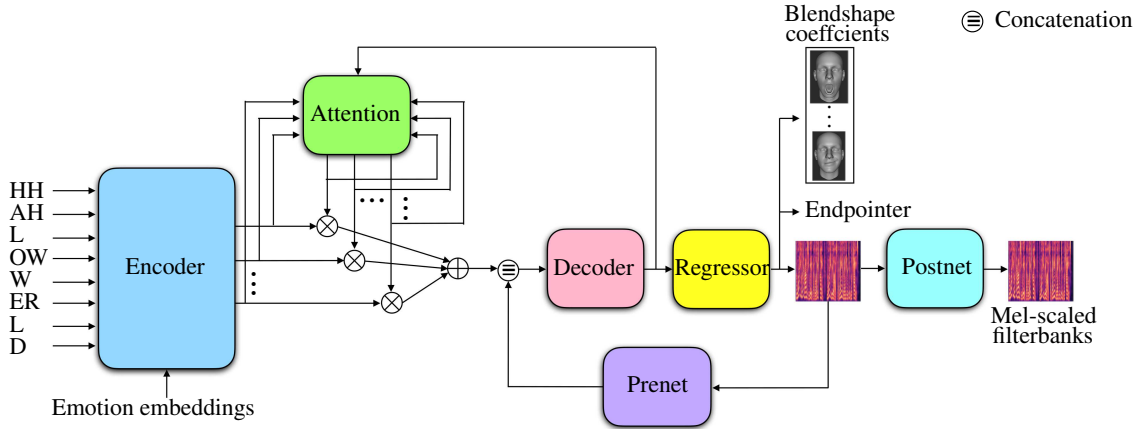 Blendshape
coeffcients
Concatenation
Attention
HH
AH
L
OW
W
ER
L
D
Encoder
Endpointer
Decoder
Regressor
Postnet
Mel-scaled
filterbanks
Prenet
Emotion embeddings